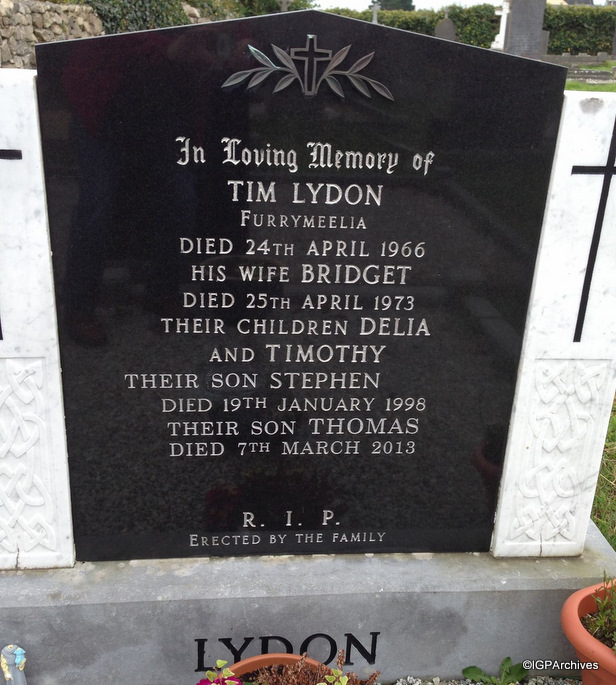 In Loving Memory of
TIM LYDON
FURRYMEELIA
DIED 24TH APRIL 1966
HIS WIFE BRIDGET
DIED 25TH APRIL 1973
THEIR CHILDREN DELIA
AND TIMOTHY
THEIR SON STEPHEN
DIED 19TH JANUARY 1998
THEIR SON THOMAS
DIED 7TH MARCH 2013
R. I. P.
ERECTED BY THE FAMILY
LYDON
©IGPArchives